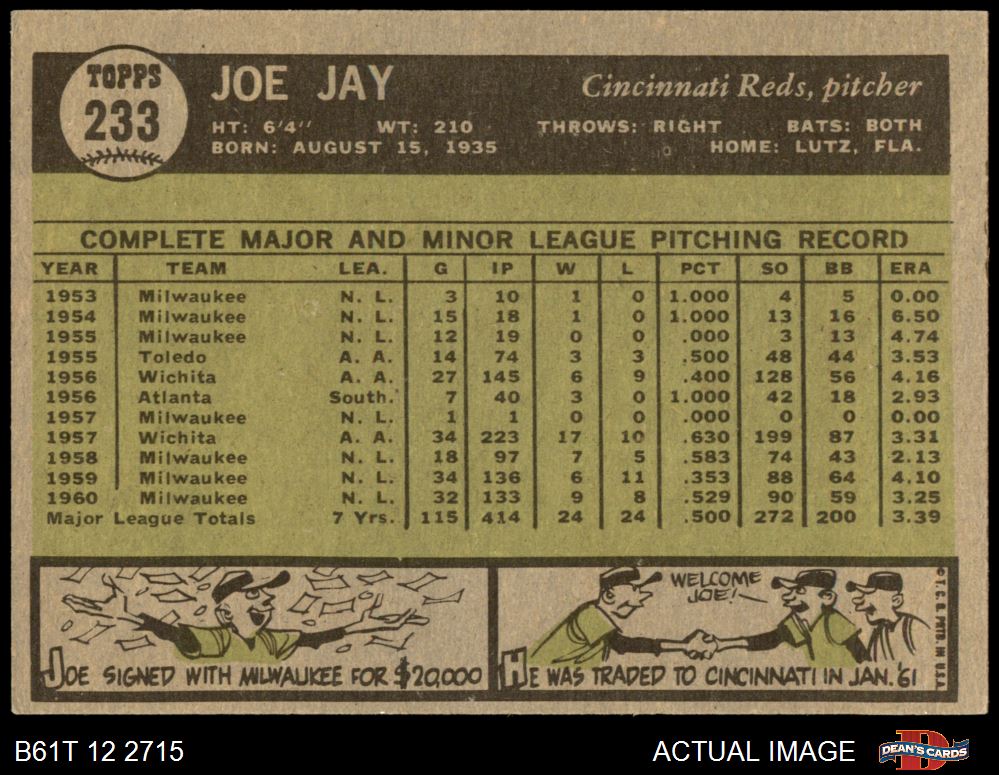 TOPPS
233
JOE JAY
Cincinnati Reds, pitcher
HT: 6'4" WT: 210 THROWS: RIGHT BATS: BOTH
BORN: AUGUST 15, 1935 HOME: LUTZ, FLA.
COMPLETE MAJOR AND MINOR LEAGUE PITCHING RECORD
YEAR TEAM LEA. G IP W L PCT SO BB ERA
1953 Milwaukee N. L. 3 10 1 0 1.000 4 5 0.00
1954 Milwaukee N. L. 15 18 1 0 1.000 13 16 6.50
1955 Milwaukee N. L. 12 19 0 0 .000 3 13 4.74
1955 Toledo A. A. 14 74 3 3 .500 48 44 3.53
1956 Wichita A. A. 27 145 6 9 .400 128 56 4.16
1956 Atlanta South. 7 40 3 0 1.000 42 18 2.93
1957 Milwaukee N. L. 1 1 0 0 .000 0 0 0.00
1957 Wichita A. A. 34 223 17 10 .630 199 87 3.31
1958 Milwaukee N. L. 18 97 7 5 .583 74 43 2.13
1959 Milwaukee N. L. 34 136 6 11 .353 88 64 4.10
1960 Milwaukee N. L. 32 133 9 8 .529 90 59 3.25
Major League Totals 7 Yrs. 115 414 24 24 .500 272 200 3.39
JOE SIGNED WITH MILWAUKEE FOR $20,000
WELCOME
JOE!
HE WAS TRADED TO CINCINNATI IN JAN. '61
© T. C. G. PRTD. IN U.S.A.
B61T 12 2715
ACTUAL IMAGE
D
DEAN'S CARDS